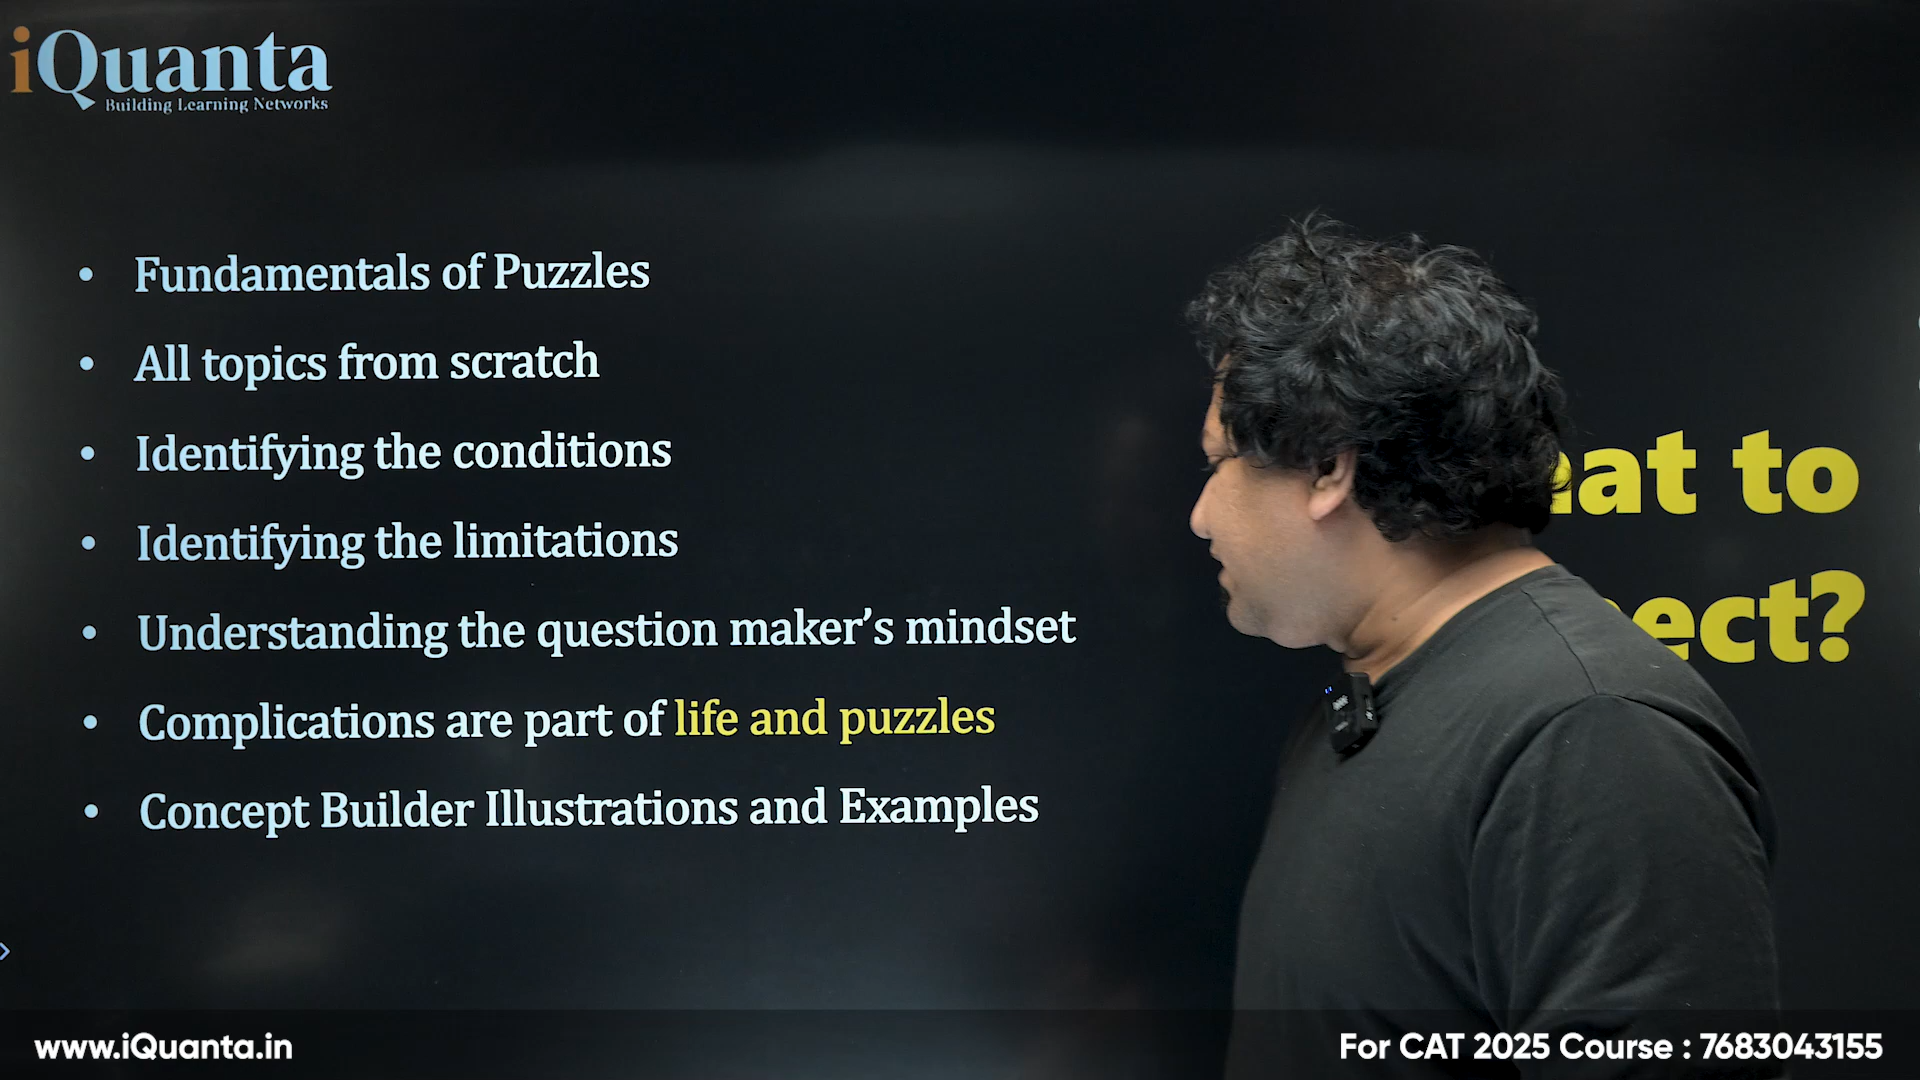 iQuanta
Building Learning Networks
• Fundamentals of Puzzles
• All topics from scratch
• Identifying the conditions
• Identifying the limitations
• Understanding the question maker’s mindset
• Complications are part of life and puzzles
• Concept Builder Illustrations and Examples
to
www.iQuanta.in
For CAT 2025 Course : 7683043155